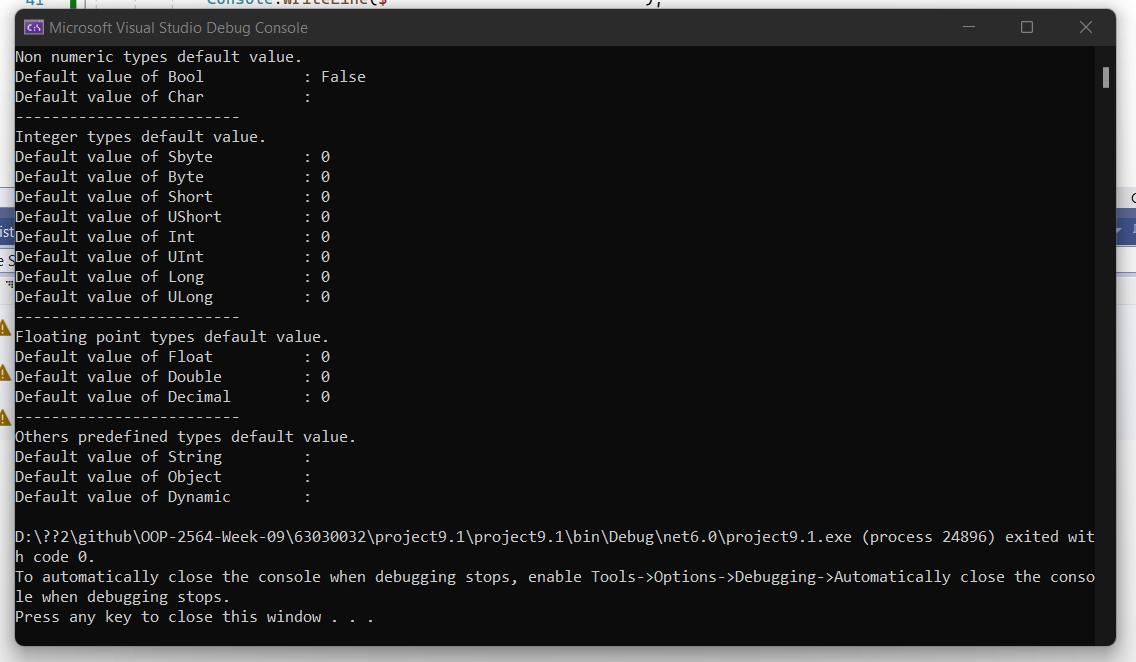 41 Console.WriteLine($ );
Microsoft Visual Studio Debug Console
Non numeric types default value.
Default value of Bool           : False
Default value of Char           :
-------------------------
Integer types default value.
Default value of Sbyte          : 0
Default value of Byte           : 0
Default value of Short          : 0
Default value of UShort         : 0
Default value of Int            : 0
Default value of UInt           : 0
Default value of Long           : 0
Default value of ULong          : 0
-------------------------
Floating point types default value.
Default value of Float          : 0
Default value of Double         : 0
Default value of Decimal        : 0
-------------------------
Others predefined types default value.
Default value of String         :
Default value of Object         :
Default value of Dynamic        :
D:\??2\github\OOP-2564-Week-09\63030032\project9.1\project9.1\bin\Debug\net6.0\project9.1.exe (process 24896) exited wit
h code 0.
To automatically close the console when debugging stops, enable Tools->Options->Debugging->Automatically close the conso
le when debugging stops.
Press any key to close this window . . .